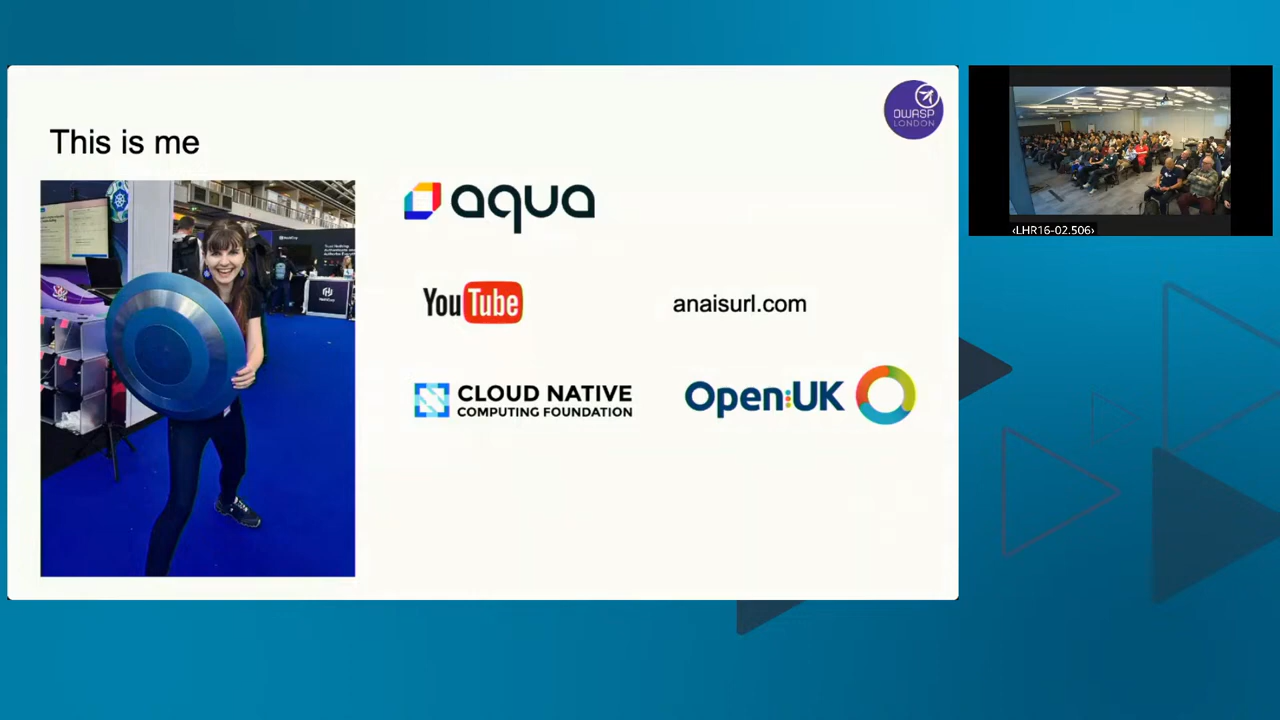 This is me
OWASP
LONDON
aqua
YouTube
anaisurl.com
CLOUD NATIVE
COMPUTING FOUNDATION
Open:UK
‹LHR16-02.506›